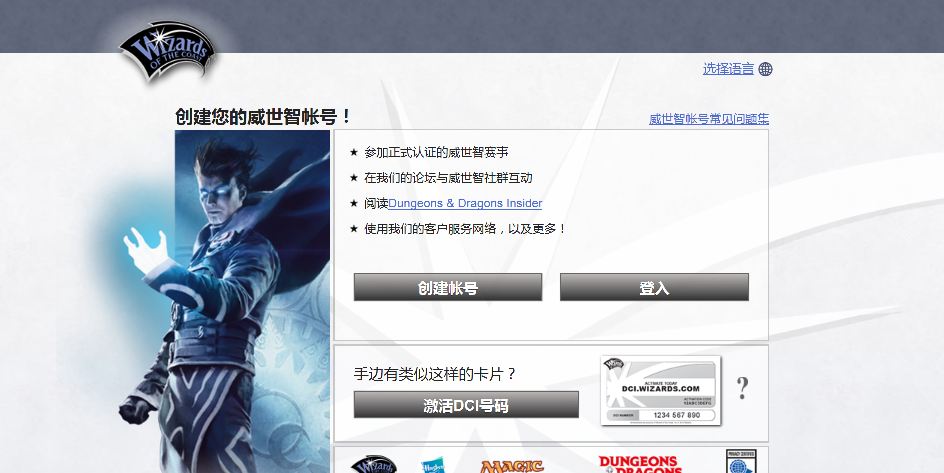 Wizards
OF THE COAST
选择语言
创建您的威世智帐号！
威世智帐号常见问题集
★ 参加正式认证的威世智赛事
★ 在我们的论坛与威世智社群互动
★ 阅读Dungeons & Dragons Insider
★ 使用我们的客户服务网络，以及更多！
创建帐号
登入
手边有类似这样的卡片？
激活DCI号码
ACTIVATE TODAY
DCI.WIZARDS.COM
ACTIVATION CODE
12ABC3DEFG
DCI NUMBER
1234 567 890
?
Wizards
Hasbro
MAGIC
DUNGEONS
& DRAGONS
PRIVACY CERTIFIED